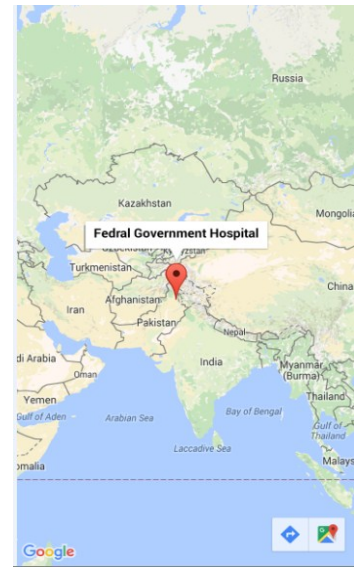 Russia
Kazakhstan
Mongoli
Fedral Government Hospital
Turkmenistan
China
Afghanistan
Iran
Pakistan
Nepal
di Arabia
Oman
India
Myanmar
(Burma)
Yemen
Thailand
Gulf of Aden
Arabian Sea
Bay of Bengal
Gulf of
Thailand
Laccadive Sea
omalia
Malays
Google